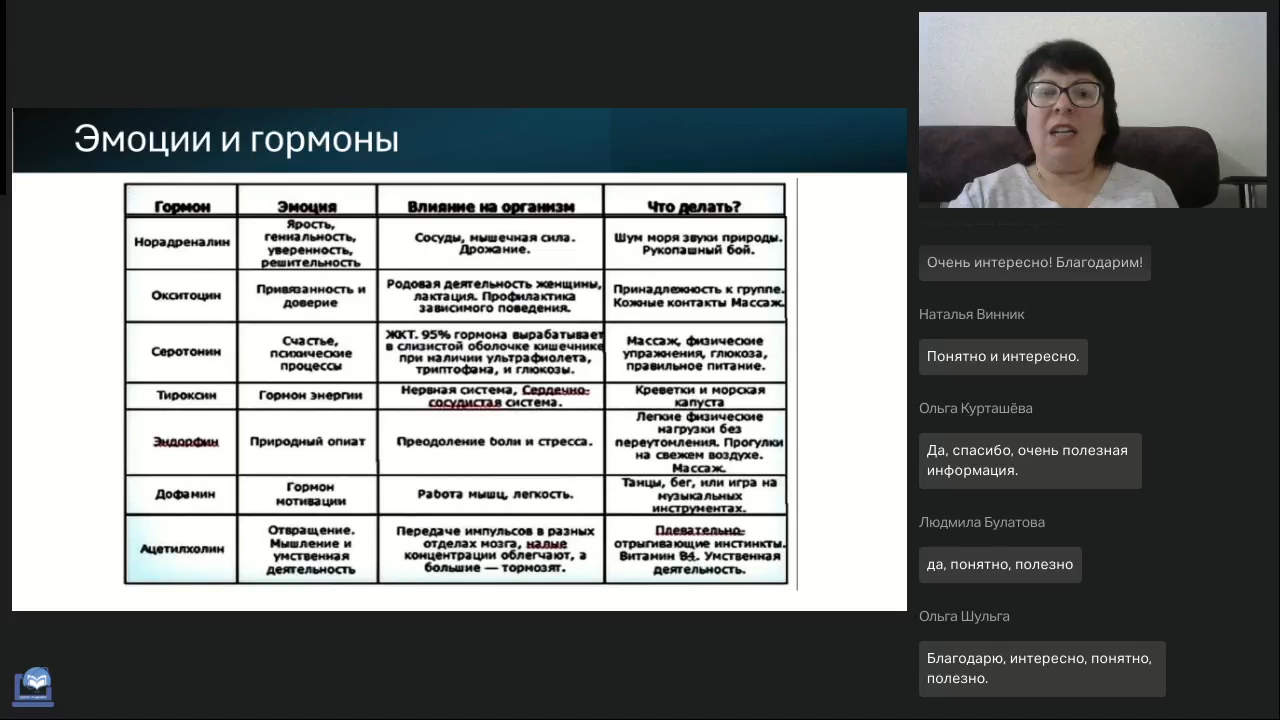 Эмоции и гормоны
Гормон
Эмоция
Влияние на организм
Что делать?
Норадреналин
Ярость,
гениальность,
уверенность,
решительность
Сосуды, мышечная сила.
Дрожание.
Шум моря звуки природы.
Рукопашный бой.
Окситоцин
Привязанность и
доверие
Родовая деятельность женщины,
лактация. Профилактика
зависимого поведения.
Принадлежность к группе.
Кожные контакты Массаж.
Серотонин
Счастье,
психические
процессы
ЖКТ. 95% гормона вырабатывает
в слизистой оболочке кишечнике
при наличии ультрафиолета,
триптофана, и глюкозы.
Массаж, физические
упражнения, глюкоза,
правильное питание.
Тироксин
Гормон энергии
Нервная система, Сердечно-
сосудистая система.
Креветки и морская
капуста
Эндорфин
Природный опиат
Преодоление боли и стресса.
Легкие физические
нагрузки без
переутомления. Прогулки
на свежем воздухе.
Массаж.
Дофамин
Гормон
мотивации
Работа мышц, легкость.
Танцы, бег, или игра на
музыкальных
инструментах.
Ацетилхолин
Отвращение.
Мышление и
умственная
деятельность
Передаче импульсов в разных
отделах мозга, малые
концентрации облегчают, а
большие — тормозят.
Плевательно-
отрыгивающие инстинкты.
Витамин В4. Умственная
деятельность.
Очень интересно! Благодарим!
Наталья Винник
Понятно и интересно.
Ольга Курташёва
Да, спасибо, очень полезная
информация.
Людмила Булатова
да, понятно, полезно
Ольга Шульга
Благодарю, интересно, понятно,
полезно.